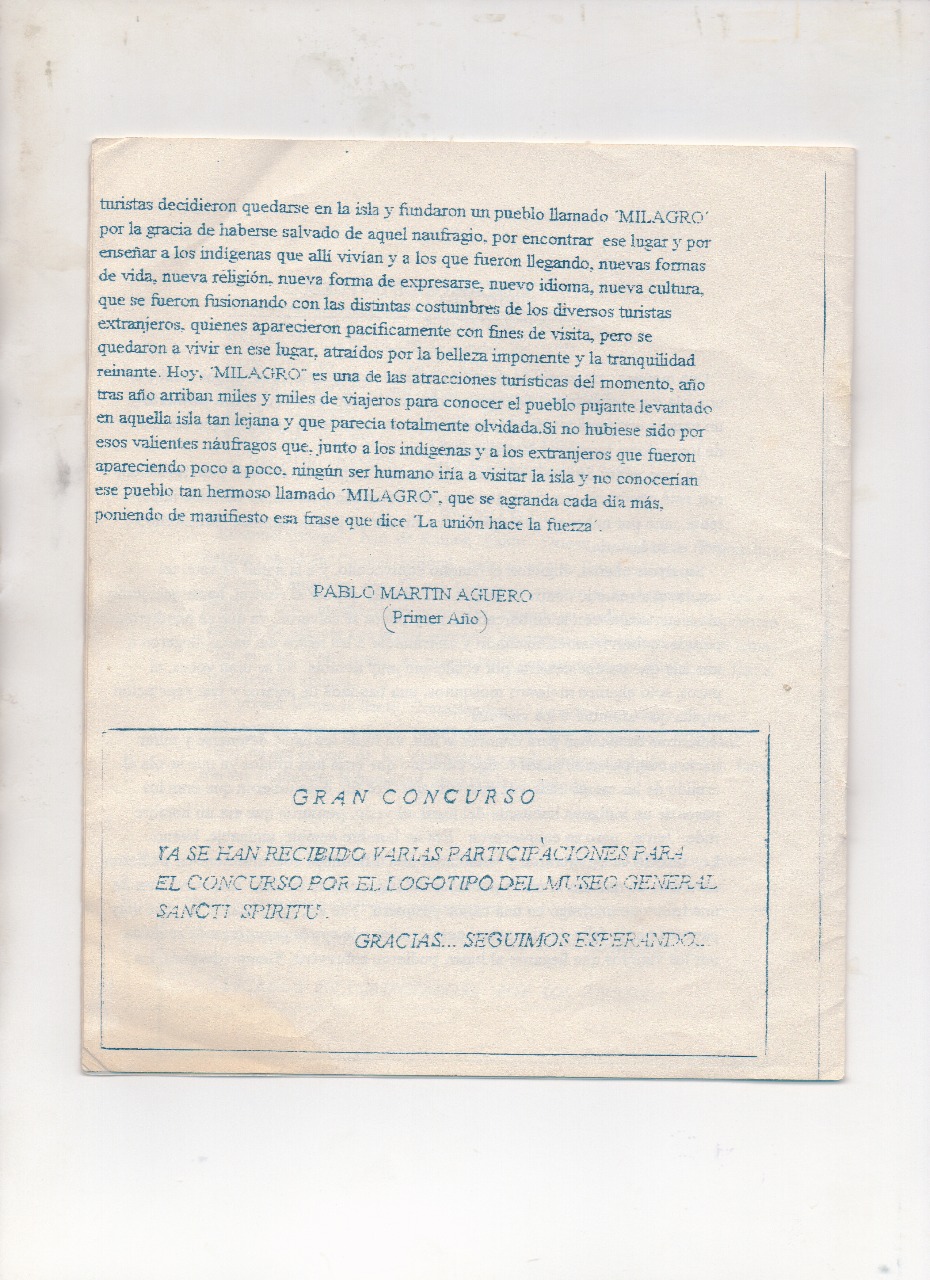 turistas decidieron quedarse en la isla y fundaron un pueblo llamado ¨MILAGRO¨
por la gracia de haberse salvado de aquel naufragio, por encontrar ese lugar y por
enseñar a los indígenas que allí vivían y a los que fueron llegando, nuevas formas
de vida, nueva religión, nueva forma de expresarse, nuevo idioma, nueva cultura,
que se fueron fusionando con las distintas costumbres de los diversos turistas
extranjeros, quienes aparecieron pacíficamente con fines de visita, pero se
quedaron a vivir en ese lugar, atraídos por la belleza imponente y la tranquilidad
reinante. Hoy, ¨MILAGRO¨ es una de las atracciones turísticas del momento, año
tras año arriban miles y miles de viajeros para conocer el pueblo pujante levantado
en aquella isla tan lejana y que parecía totalmente olvidada.Si no hubiese sido por
esos valientes náufragos que, junto a los indígenas y a los extranjeros que fueron
apareciendo poco a poco, ningún ser humano iría a visitar la isla y no conocerían
ese pueblo tan hermoso llamado ¨MILAGRO¨, que se agranda cada día más,
poniendo de manifiesto esa frase que dice ¨La unión hace la fuerza¨.
PABLO MARTIN AGUERO
(Primer Año)
GRAN CONCURSO
YA SE HAN RECIBIDO VARIAS PARTICIPACIONES PARA
EL CONCURSO POR EL LOGOTIPO DEL MUSEO GENERAL
SANCTI SPIRITU.
GRACIAS... SEGUIMOS ESPERANDO...